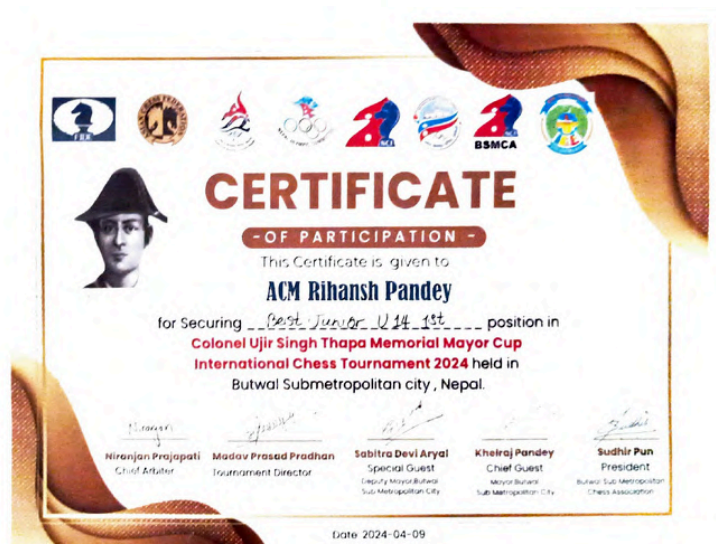 FIDE
BSMCA
CERTIFICATE
-OF PARTICIPATION-
This Certificate is given to
ACM Rihansh Pandey
for Securing Best Junior U14 1st position in
Colonel Ujir Singh Thapa Memorial Mayor Cup
International Chess Tournament 2024 held in
Butwal Submetropolitan city, Nepal.
Niranjan Prajapati
Chief Arbiter
Madav Prasad Pradhan
Tournament Director
Sabitra Devi Aryal
Special Guest
Deputy Mayor, Butwal
Sub Metropolitan City
Khelraj Pandey
Chief Guest
Mayor, Butwal
Sub Metropolitan City
Sudhir Pun
President
Butwal Sub Metropolitan
Chess Association
Date 2024-04-09